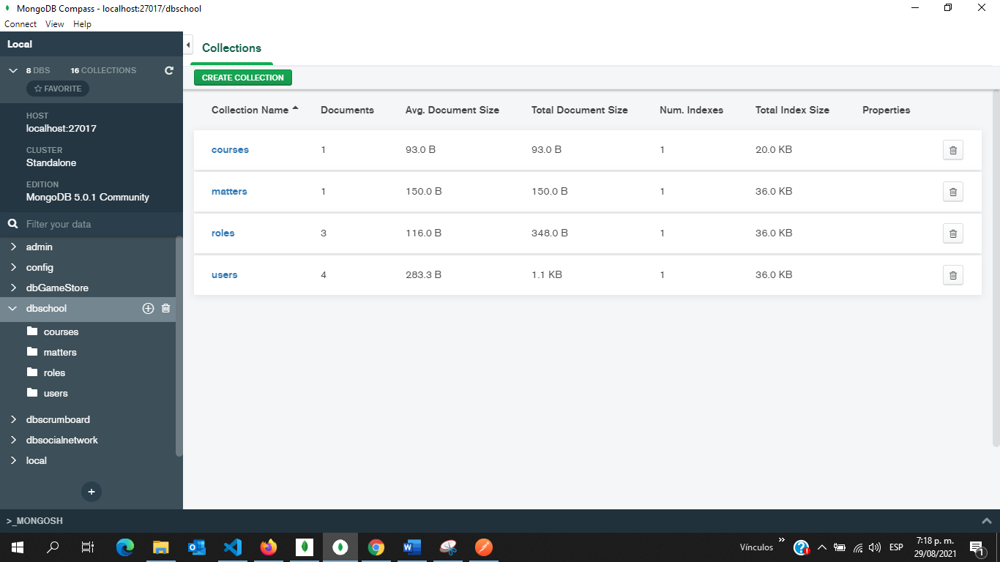 MongoDB Compass - localhost:27017/dbschool
Connect View Help
Local
8 DBS 16 COLLECTIONS
FAVORITE
HOST
localhost:27017
CLUSTER
Standalone
EDITION
MongoDB 5.0.1 Community
Filter your data
admin
config
dbGameStore
dbschool
courses
matters
roles
users
dbscrumboard
dbsocialnetwork
local
+
Collections
CREATE COLLECTION
Collection Name Documents Avg. Document Size Total Document Size Num. Indexes Total Index Size Properties
courses 1 93.0 B 93.0 B 1 20.0 KB
matters 1 150.0 B 150.0 B 1 36.0 KB
roles 3 116.0 B 348.0 B 1 36.0 KB
users 4 283.3 B 1.1 KB 1 36.0 KB
>_MONGOSH
Vínculos » ESP 7:18 p. m.
29/08/2021 1